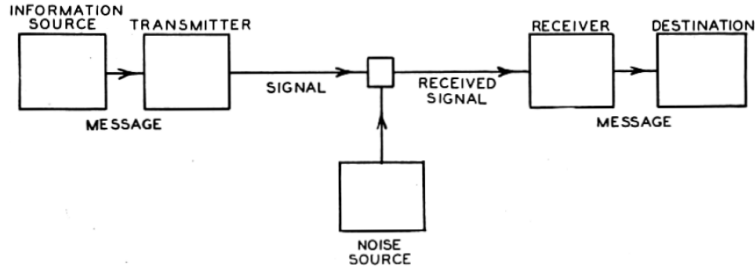 INFORMATION
SOURCE
TRANSMITTER
RECEIVER
DESTINATION
SIGNAL
RECEIVED
SIGNAL
MESSAGE
MESSAGE
NOISE
SOURCE